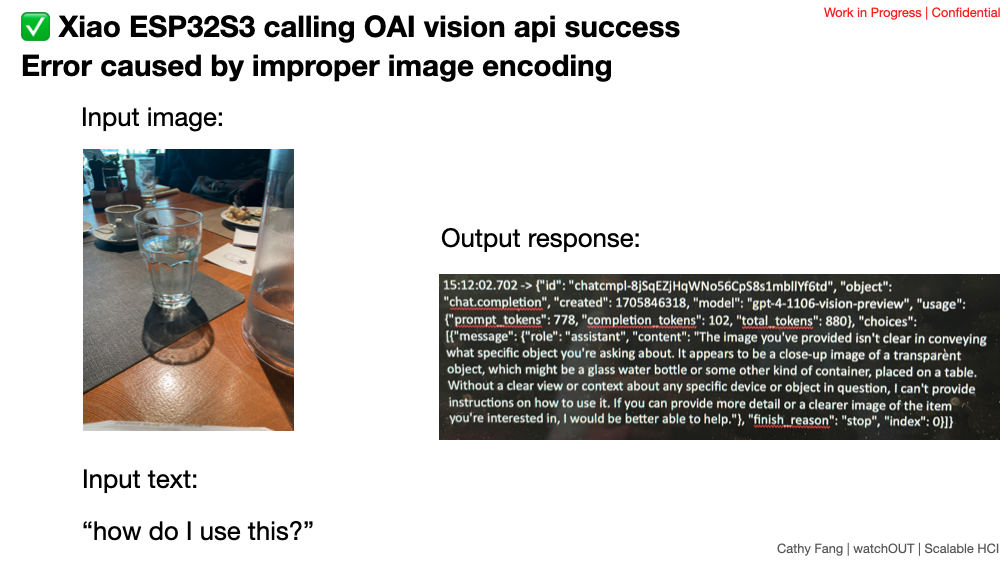 Work in Progress | Confidential
✅ Xiao ESP32S3 calling OAI vision api success
Error caused by improper image encoding
Input image:
Output response:
15:12:02.702 -> {"id": "chatcmpl-8jSqEZjHqWNo56CpS8s1mbllYf6td", "object":
"chat.completion", "created": 1705846318, "model": "gpt-4-1106-vision-preview", "usage":
{"prompt_tokens": 778, "completion_tokens": 102, "total_tokens": 880}, "choices":
[{"message": {"role": "assistant", "content": "The image you've provided isn't clear in conveying
what specific object you're asking about. It appears to be a close-up image of a transparent
object, which might be a glass water bottle or some other kind of container, placed on a table.
Without a clear view or context about any specific device or object in question, I can't provide
instructions on how to use it. If you can provide more detail or a clearer image of the item
you're interested in, I would be better able to help."}, "finish_reason": "stop", "index": 0}]}
Input text:
“how do I use this?”
Cathy Fang | watchOUT | Scalable HCI